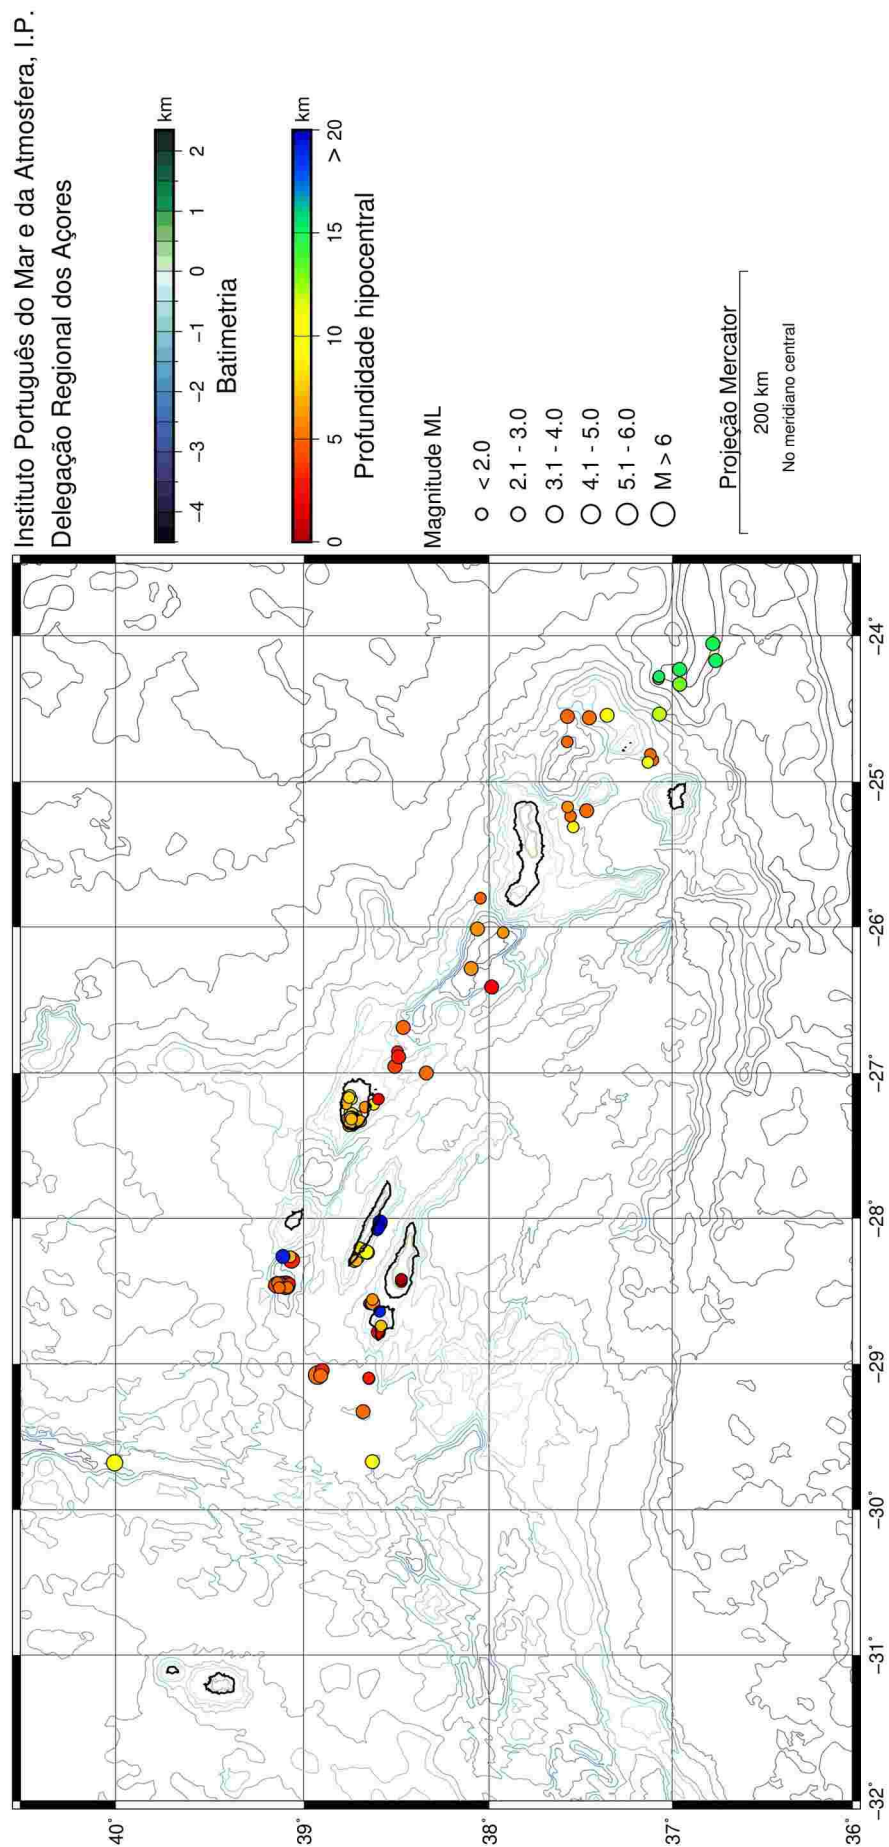 Instituto Português do Mar e da Atmosfera, I.P.
Delegação Regional dos Açores
km
−4 −3 −2 −1 0 1 2
Batimetria
km
0 5 10 15 > 20
Profundidade hipocentral
Magnitude ML
< 2.0
2.1 - 3.0
3.1 - 4.0
4.1 - 5.0
5.1 - 6.0
M > 6
Projeção Mercator
200 km
No meridiano central
40˚
39˚
38˚
37˚
36˚
−32˚ −31˚ −30˚ −29˚ −28˚ −27˚ −26˚ −25˚ −24˚